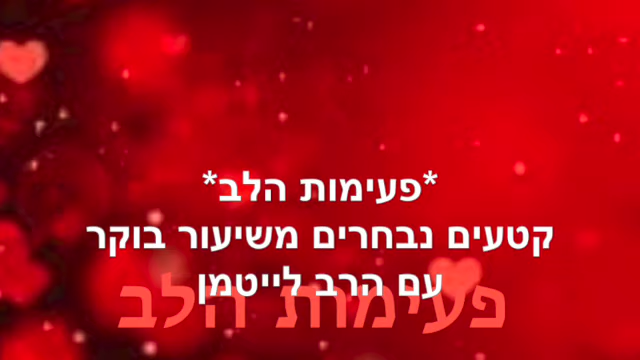 *פעימות הלב*
קטעים נבחרים משיעור בוקר
עם הרב לייטמן
פעימות הלב